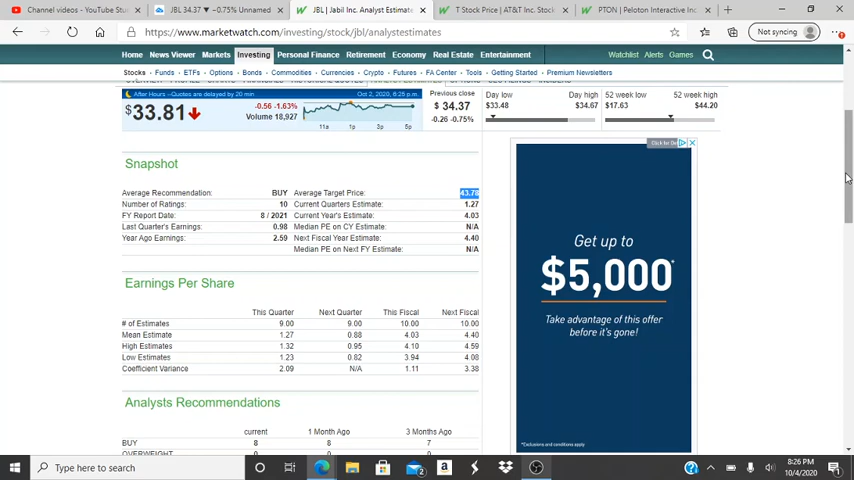 Channel videos - YouTube Stu
JBL 34.37 ▼ −0.75% Unnamed
JBL | Jabil Inc. Analyst Estimate
T Stock Price | AT&T Inc. Stock
PTON | Peloton Interactive Inc
https://www.marketwatch.com/investing/stock/jbl/analystestimates
Not syncing
Home News Viewer Markets Investing Personal Finance Retirement Economy Real Estate Entertainment
Watchlist Alerts Games
Stocks Funds ETFs Options Bonds Commodities Currencies Crypto Futures FA Center Tools Getting Started Premium Newsletters
After Hours - Quotes are delayed by 20 min Oct 2, 2020, 6:25 p.m.
$33.81
-0.56 -1.63%
Volume 18,927
11a 1p 3p 5p
Previous close
$ 34.37
-0.26 -0.75%
Day low Day high
$33.48 $34.67
52 week low 52 week high
$17.63 $44.20
Snapshot
Average Recommendation: BUY Average Target Price: 43.78
Number of Ratings: 10 Current Quarters Estimate: 1.27
FY Report Date: 8 / 2021 Current Year's Estimate: 4.03
Last Quarter's Earnings: 0.98 Median PE on CY Estimate: N/A
Year Ago Earnings: 2.59 Next Fiscal Year Estimate: 4.40
Median PE on Next FY Estimate: N/A
Earnings Per Share
This Quarter Next Quarter This Fiscal Next Fiscal
# of Estimates 9.00 9.00 10.00 10.00
Mean Estimate 1.27 0.88 4.03 4.40
High Estimates 1.32 0.95 4.10 4.59
Low Estimates 1.23 0.82 3.94 4.08
Coefficient Variance 2.09 N/A 1.11 3.38
Analysts Recommendations
current 1 Month Ago 3 Months Ago
BUY 8 8 7
OVERWEIGHT
Get up to
$5,000*
Take advantage of this offer
before it's gone!
*Exclusions and conditions apply
Type here to search
2
8:26 PM
10/4/2020
1